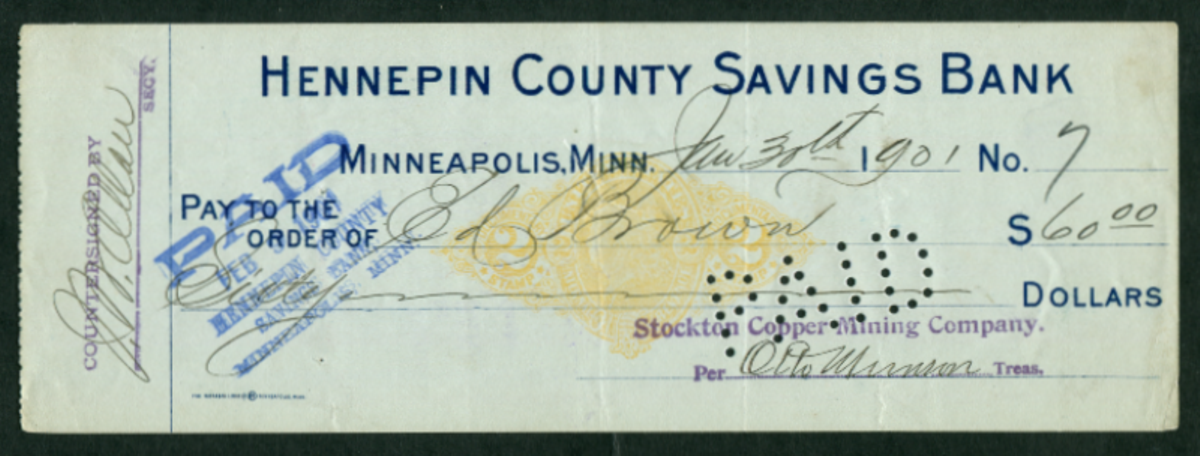 HENNEPIN COUNTY SAVINGS BANK
MINNEAPOLIS, MINN. Jan 30th 1901 No. 7
PAY TO THE
ORDER OF Ed Brown $ 60 00
Sixty DOLLARS
Stockton Copper Mining Company.
Per Otto Munson Treas.
COUNTERSIGNED BY
SECY.
PAID
FEB
HENNEPIN COUNTY
SAVINGS BANK
MINNEAPOLIS, MINN.
PAID
2